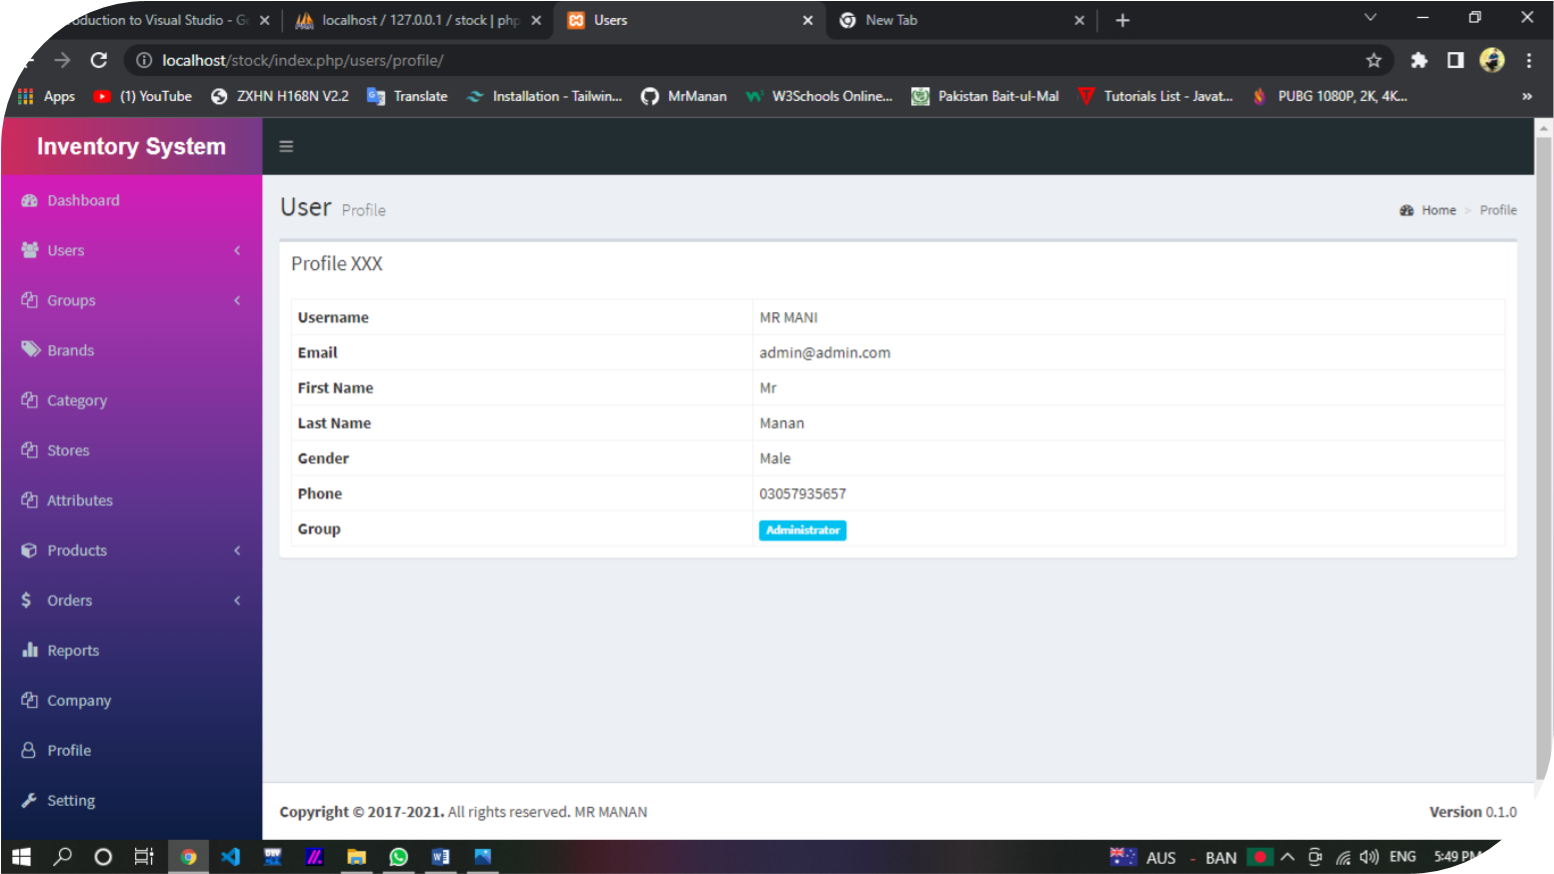 oduction to Visual Studio - Ge
localhost / 127.0.0.1 / stock | php
Users
New Tab
localhost/stock/index.php/users/profile/
Apps
(1) YouTube
ZXHN H168N V2.2
Translate
Installation - Tailwin...
MrManan
W3Schools Online...
Pakistan Bait-ul-Mal
Tutorials List - Javat...
PUBG 1080P, 2K, 4K...
»
Inventory System
Dashboard
Users
Groups
Brands
Category
Stores
Attributes
Products
Orders
Reports
Company
Profile
Setting
User Profile
Home > Profile
Profile XXX
Username MR MANI
Email admin@admin.com
First Name Mr
Last Name Manan
Gender Male
Phone 03057935657
Group Administrator
Copyright © 2017-2021. All rights reserved. MR MANAN
Version 0.1.0
AUS - BAN
ENG
5:49 PM